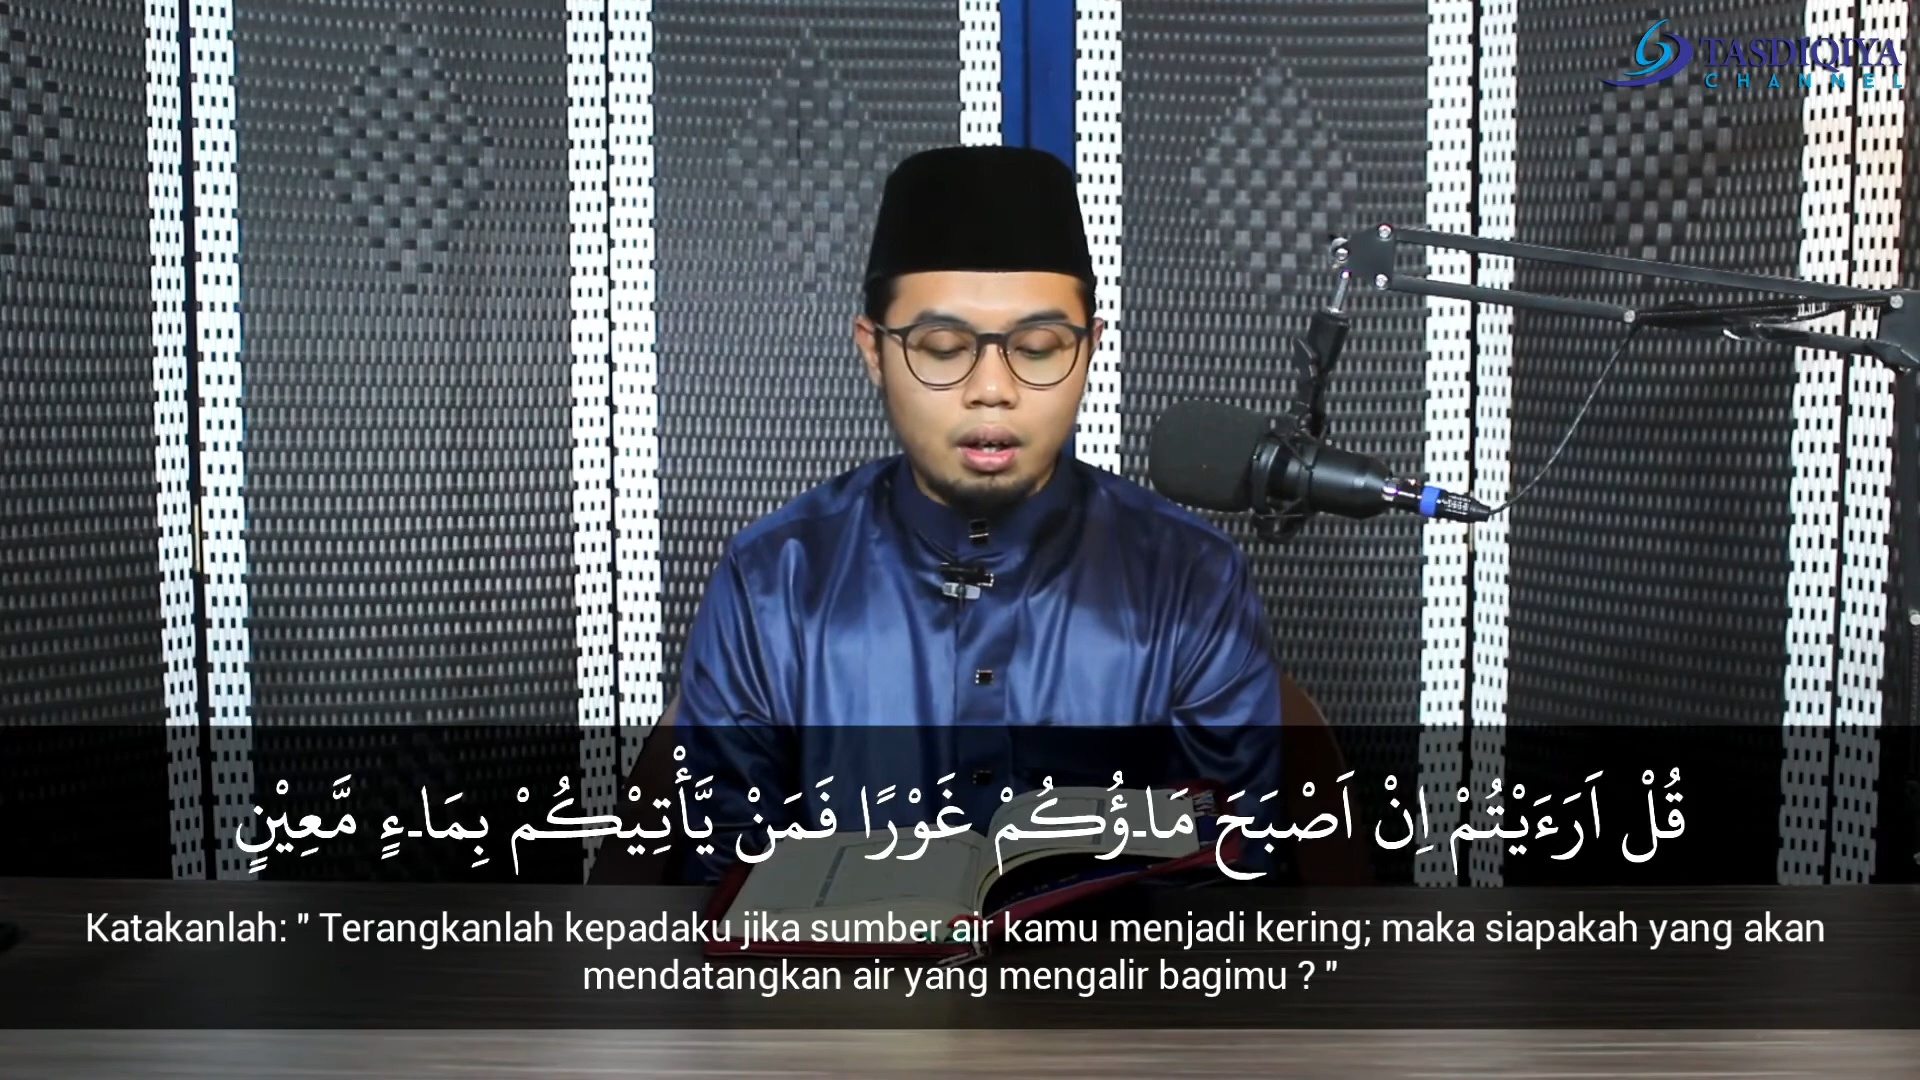 TASDIQIYA
CHANNEL
قُلْ اَرَءَيْتُمْ اِنْ اَصْبَحَ مَاۤؤُكُمْ غَوْرًا فَمَنْ يَّأْتِيْكُمْ بِمَاۤءٍ مَّعِيْنٍ
Katakanlah: " Terangkanlah kepadaku jika sumber air kamu menjadi kering; maka siapakah yang akan
mendatangkan air yang mengalir bagimu ? "